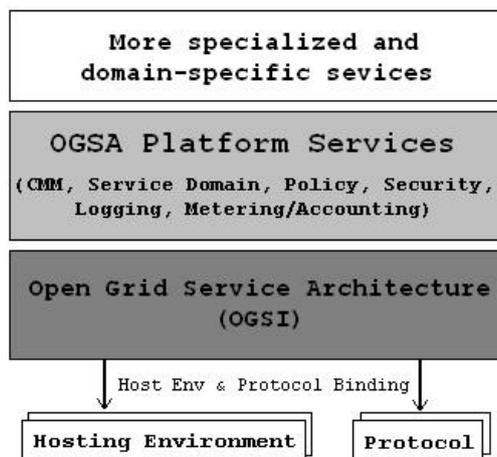 More specialized and
domain-specific sevices
OGSA Platform Services
(CMM, Service Domain, Policy, Security,
Logging, Metering/Accounting)
Open Grid Service Architecture
(OGSI)
Host Env & Protocol Binding
Hosting Environment
Protocol